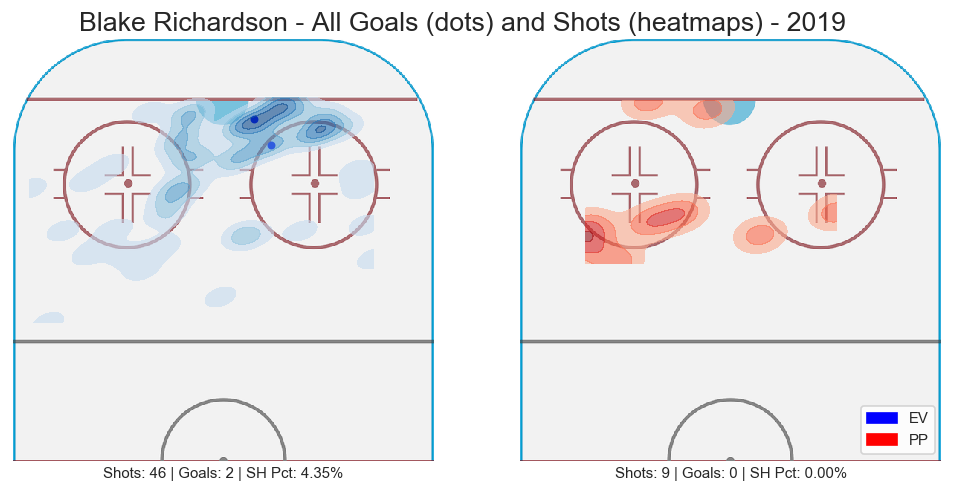 Blake Richardson - All Goals (dots) and Shots (heatmaps) - 2019
EV
PP
Shots: 46 | Goals: 2 | SH Pct: 4.35%
Shots: 9 | Goals: 0 | SH Pct: 0.00%